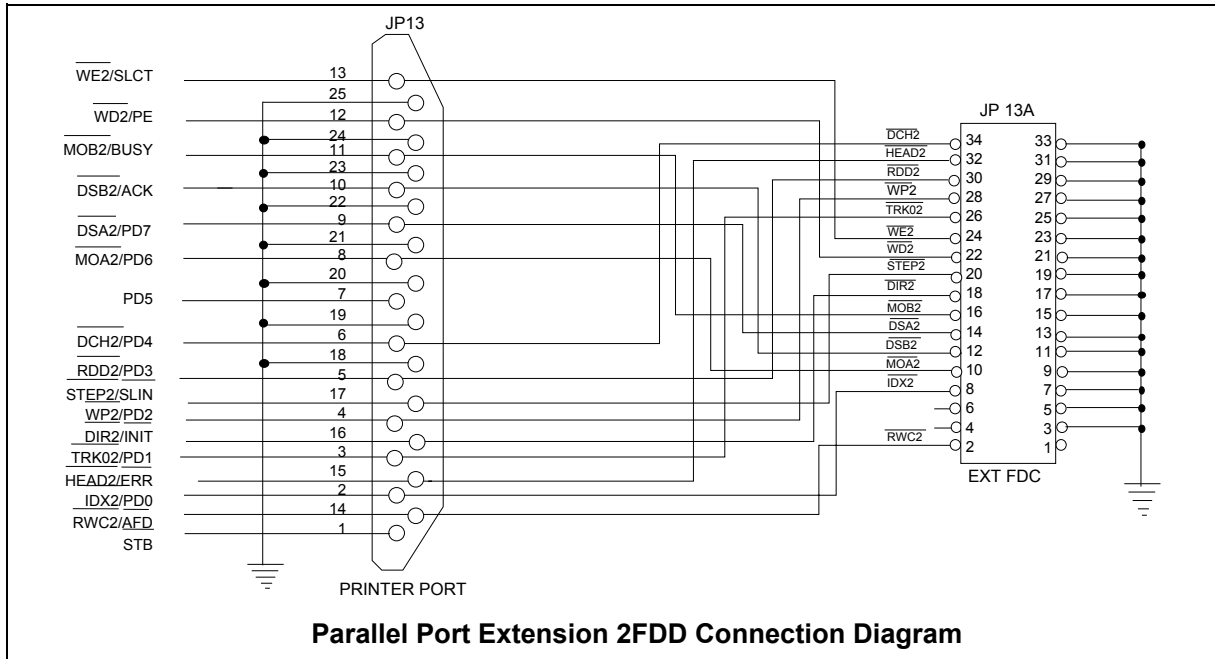 JP13
WE2/SLCT 13
25
WD2/PE 12
24
MOB2/BUSY 11
23
DSB2/ACK 10
22
DSA2/PD7 9
21
MOA2/PD6 8
20
PD5 7
19
DCH2/PD4 6
18
RDD2/PD3 5
STEP2/SLIN 17
WP2/PD2 4
DIR2/INIT 16
TRK02/PD1 3
HEAD2/ERR 15
IDX2/PD0 2
RWC2/AFD 14
STB 1
PRINTER PORT
JP 13A
DCH2 34 33
HEAD2 32 31
RDD2 30 29
WP2 28 27
TRK02 26 25
WE2 24 23
WD2 22 21
STEP2 20 19
DIR2 18 17
MOB2 16 15
DSA2 14 13
DSB2 12 11
MOA2 10 9
IDX2 8 7
6 5
4 3
RWC2 2 1
EXT FDC
Parallel Port Extension 2FDD Connection Diagram